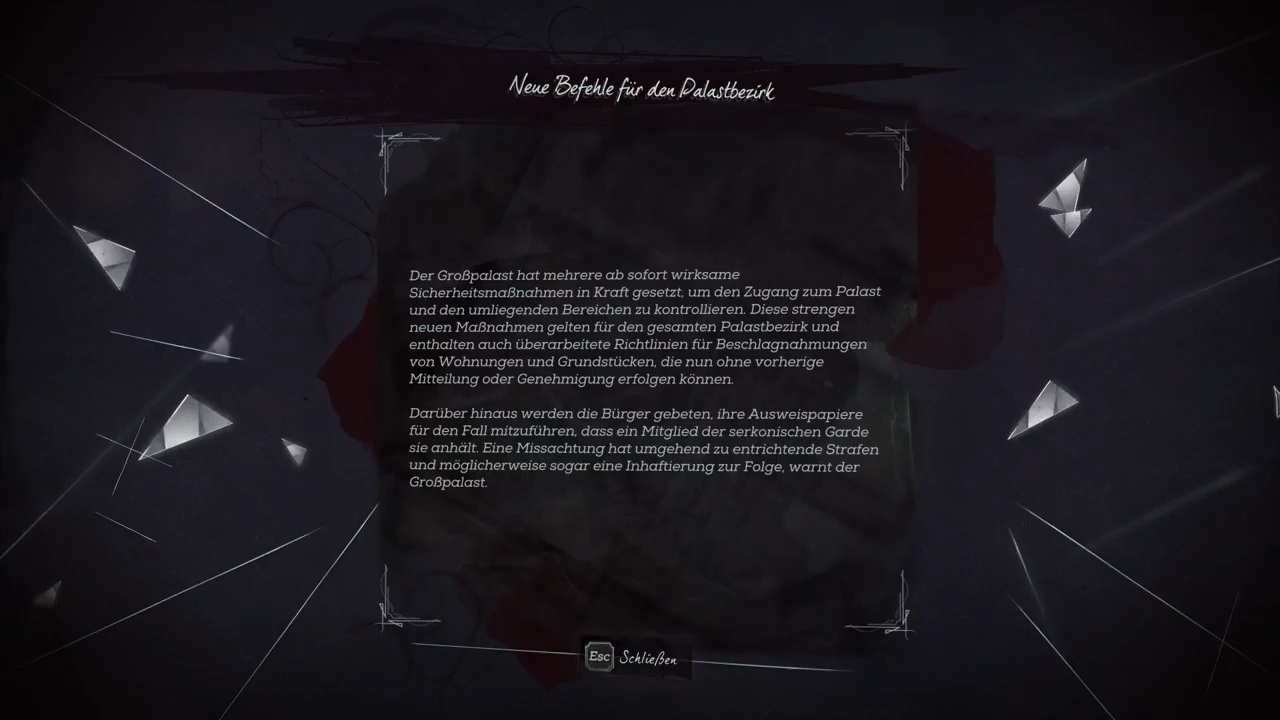 Neue Befehle für den Palastbezirk
Der Großpalast hat mehrere ab sofort wirksame
Sicherheitsmaßnahmen in Kraft gesetzt, um den Zugang zum Palast
und den umliegenden Bereichen zu kontrollieren. Diese strengen
neuen Maßnahmen gelten für den gesamten Palastbezirk und
enthalten auch überarbeitete Richtlinien für Beschlagnahmungen
von Wohnungen und Grundstücken, die nun ohne vorherige
Mitteilung oder Genehmigung erfolgen können.
Darüber hinaus werden die Bürger gebeten, ihre Ausweispapiere
für den Fall mitzuführen, dass ein Mitglied der serkonischen Garde
sie anhält. Eine Missachtung hat umgehend zu entrichtende Strafen
und möglicherweise sogar eine Inhaftierung zur Folge, warnt der
Großpalast.
Esc Schließen